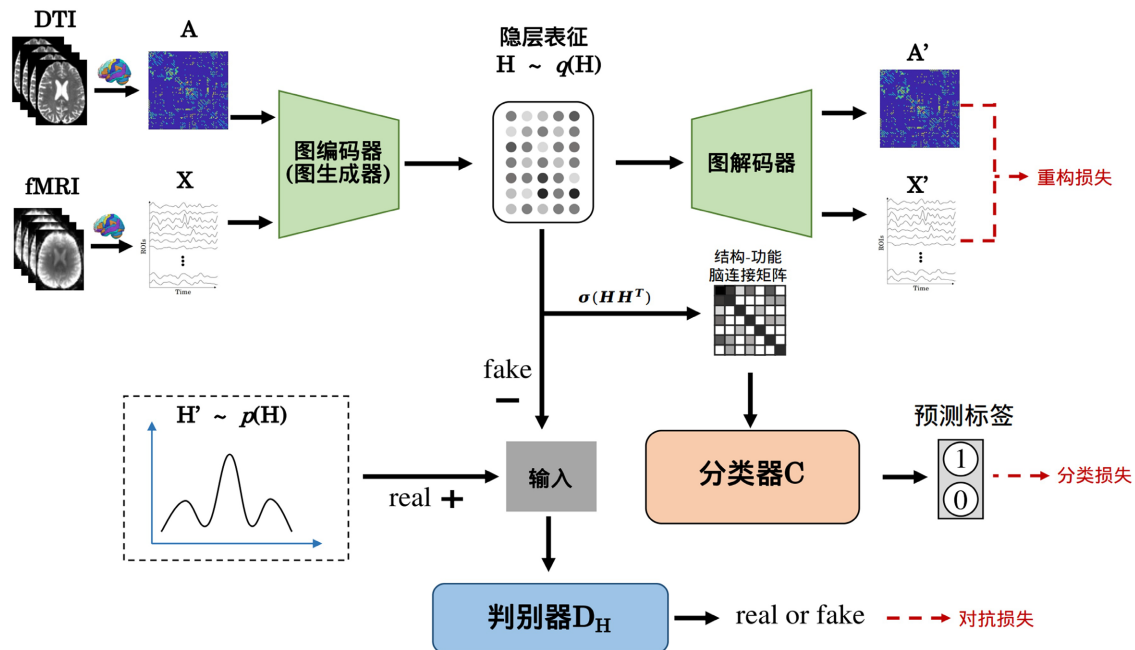 DTI
A
隐层表征
H ~ q(H)
A'
图编码器
(图生成器)
图解码器
重构损失
fMRI
X
ROIs
Time
X'
ROIs
Time
结构-功能
脑连接矩阵
σ(HHᵀ)
fake
−
H' ~ p(H)
预测标签
输入
real +
分类器C
1
0
分类损失
判别器D_H
real or fake
对抗损失